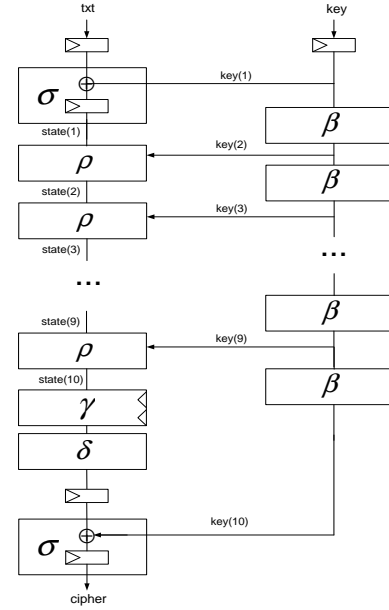 txt key
key(1)
σ
state(1) β
ρ key(2)
state(2) β
ρ key(3)
state(3)
... ...
state(9) β
ρ key(9)
state(10) β
γ
δ
key(10)
σ
cipher